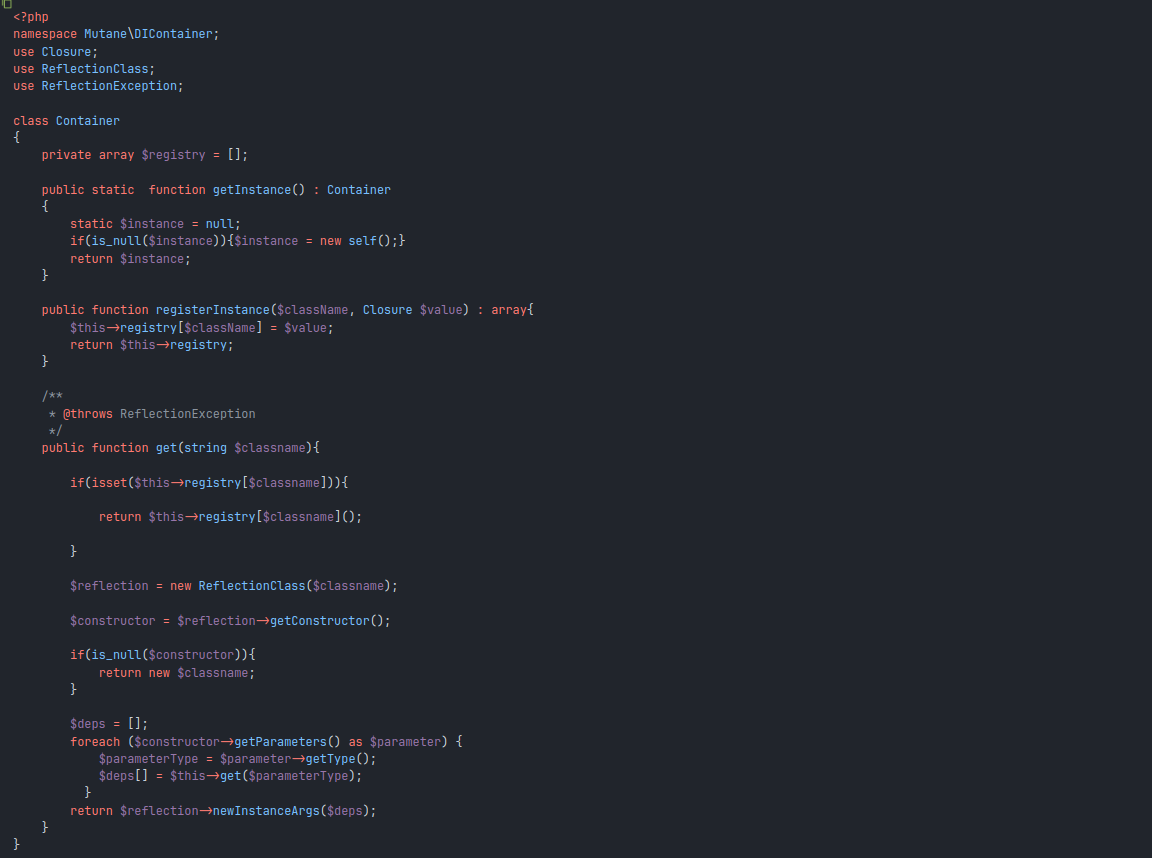 <?php
namespace Mutane\DIContainer;
use Closure;
use ReflectionClass;
use ReflectionException;

class Container
{
    private array $registry = [];

    public static  function getInstance() : Container
    {
        static $instance = null;
        if(is_null($instance)){$instance = new self();}
        return $instance;
    }

    public function registerInstance($className, Closure $value) : array{
        $this->registry[$className] = $value;
        return $this->registry;
    }

    /**
     * @throws ReflectionException
     */
    public function get(string $classname){

        if(isset($this->registry[$classname])){

            return $this->registry[$classname]();

        }

        $reflection = new ReflectionClass($classname);

        $constructor = $reflection->getConstructor();

        if(is_null($constructor)){
            return new $classname;
        }

        $deps = [];
        foreach ($constructor->getParameters() as $parameter) {
            $parameterType = $parameter->getType();
            $deps[] = $this->get($parameterType);
          }
        return $reflection->newInstanceArgs($deps);
    }
}